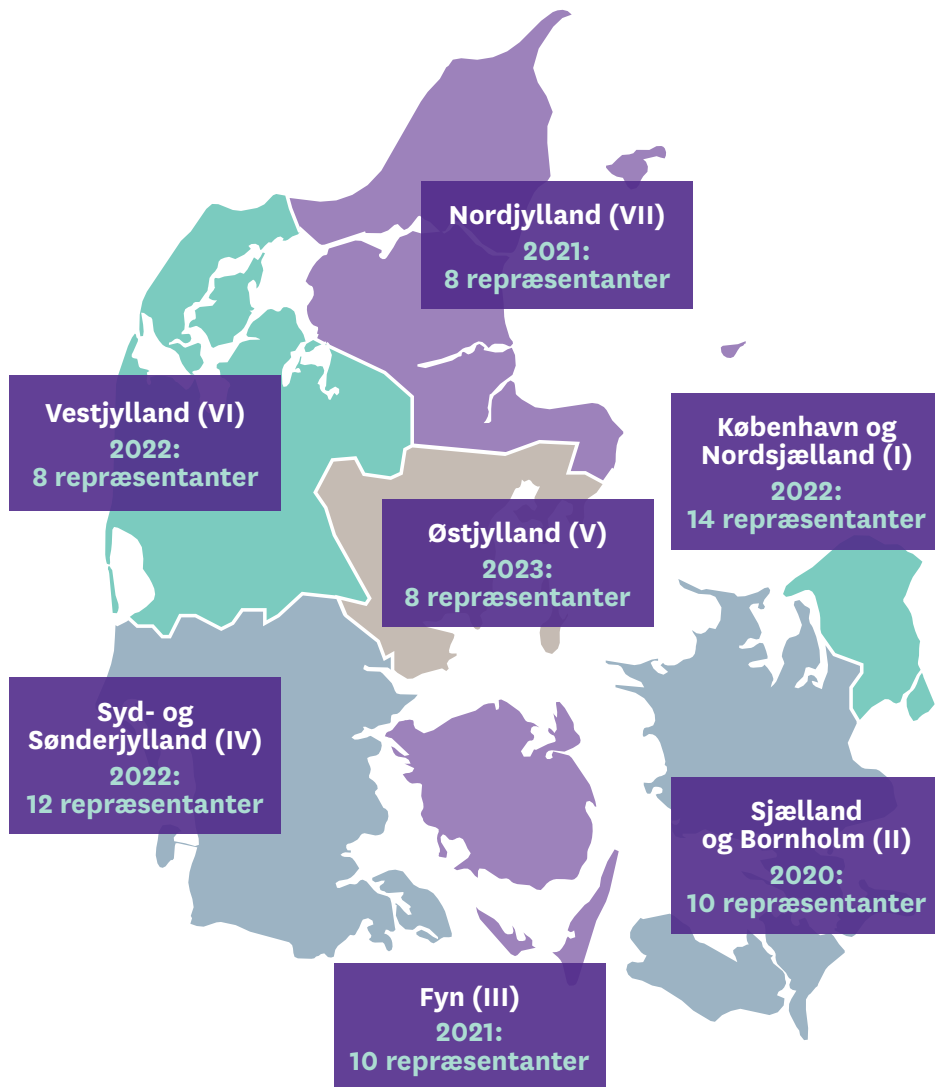 Nordjylland (VII)
2021:
8 repræsentanter
Vestjylland (VI)
2022:
8 repræsentanter
København og
Nordsjælland (I)
2022:
14 repræsentanter
Østjylland (V)
2023:
8 repræsentanter
Syd- og
Sønderjylland (IV)
2022:
12 repræsentanter
Sjælland
og Bornholm (II)
2020:
10 repræsentanter
Fyn (III)
2021:
10 repræsentanter